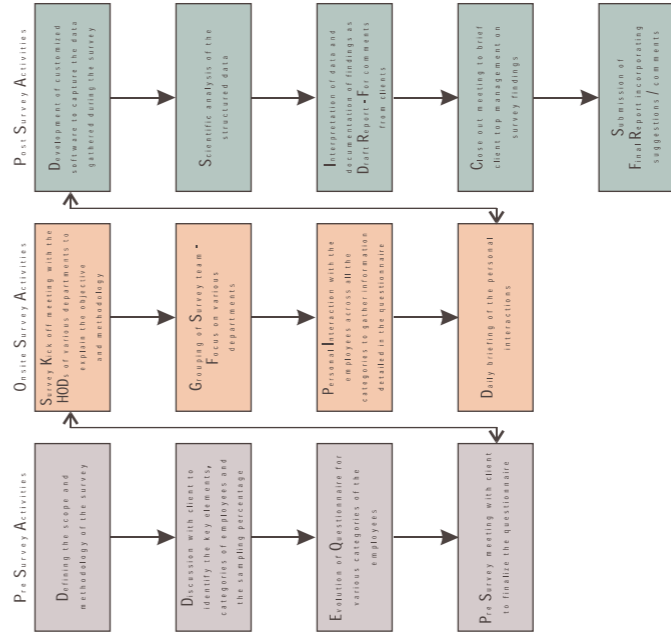 Pre Survey Activities
Defining the scope and
methodology of the survey
Discussion with client to
identify the key elements,
categories of employees and
the sampling percentage
Evolution of Questionnaire for
various categories of the
employees
Pre Survey meeting with client
to finalize the questionnaire
Onsite Survey Activities
Survey Kick off meeting with the
HODs of various departments to
explain the objective
and methodology
Grouping of Survey team -
Focus on various
departments
Personal Interaction with the
employees across all the
categories to gather information
detailed in the questionnaire
Daily briefing of the personal
interactions
Post Survey Activities
Development of customized
software to capture the data
gathered during the survey
Scientific analysis of the
structured data
Interpretation of data and
documentation of findings as
Draft Report - For comments
from clients
Close out meeting to brief
client top management on
survey findings
Submission of
Final Report incorporating
suggestions / comments